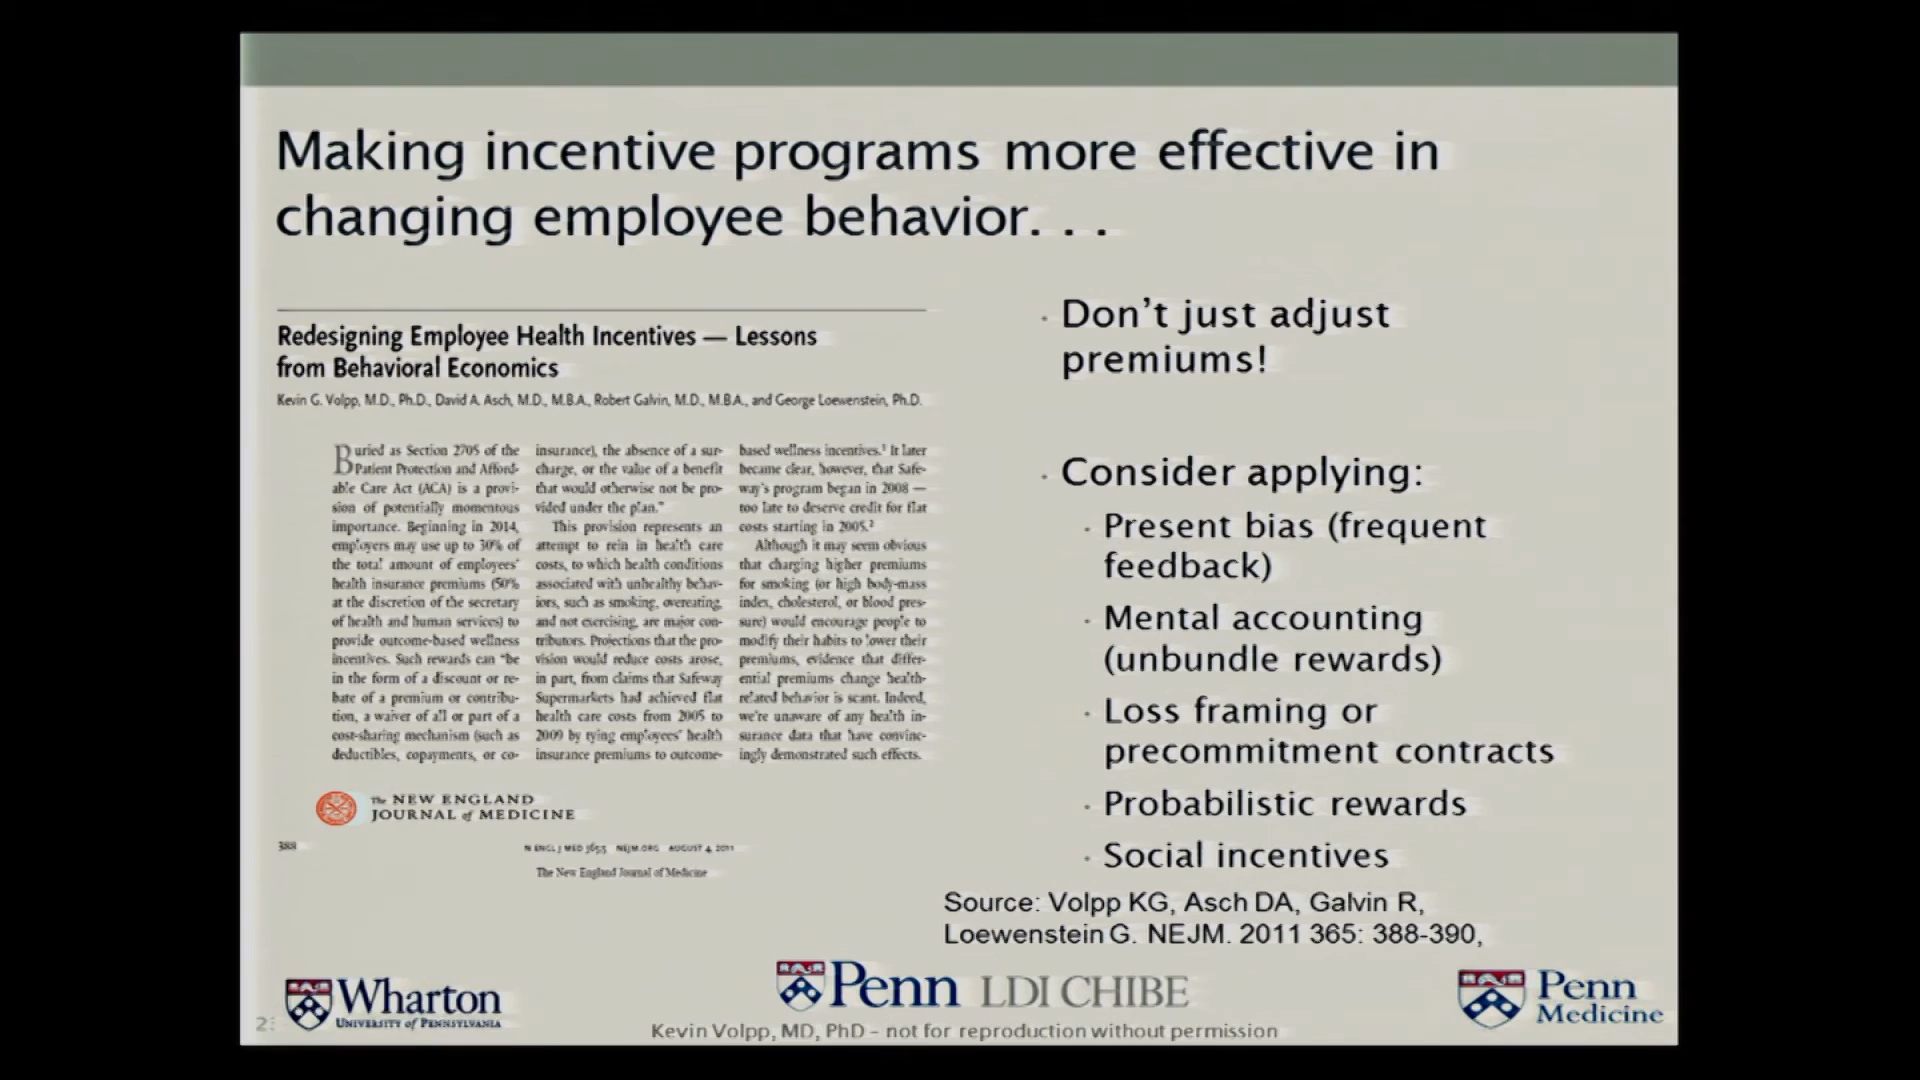 Making incentive programs more effective in
changing employee behavior. . .
Redesigning Employee Health Incentives — Lessons
from Behavioral Economics
Kevin G. Volpp, M.D., Ph.D., David A. Asch, M.D., M.B.A., Robert Galvin, M.D., M.B.A., and George Loewenstein, Ph.D.
Buried as Section 2705 of the
Patient Protection and Afford-
able Care Act (ACA) is a provi-
sion of potentially momentous
importance. Beginning in 2014,
employers may use up to 30% of
the total amount of employees'
health insurance premiums (50%
at the discretion of the secretary
of health and human services) to
provide outcome-based wellness
incentives. Such rewards can "be
in the form of a discount or re-
bate of a premium or contribu-
tion, a waiver of all or part of a
cost-sharing mechanism (such as
deductibles, copayments, or co-
insurance), the absence of a sur-
charge, or the value of a benefit
that would otherwise not be pro-
vided under the plan."
This provision represents an
attempt to rein in health care
costs, to which health conditions
associated with unhealthy behav-
iors, such as smoking, overeating,
and not exercising, are major con-
tributors. Projections that the pro-
vision would reduce costs arose,
in part, from claims that Safeway
Supermarkets had achieved flat
health care costs from 2005 to
2009 by tying employees' health
insurance premiums to outcome-
based wellness incentives.¹ It later
became clear, however, that Safe-
way's program began in 2008 —
too late to deserve credit for flat
costs starting in 2005.²
Although it may seem obvious
that charging higher premiums
for smoking (or high body-mass
index, cholesterol, or blood pres-
sure) would encourage people to
modify their habits to lower their
premiums, evidence that differ-
ential premiums change health-
related behavior is scant. Indeed,
we're unaware of any health in-
surance data that have convinc-
ingly demonstrated such effects.
The NEW ENGLAND
JOURNAL of MEDICINE
388
N ENGL J MED 365;5 NEJM.ORG AUGUST 4, 2011
The New England Journal of Medicine
· Don't just adjust
premiums!
· Consider applying:
· Present bias (frequent
feedback)
· Mental accounting
(unbundle rewards)
· Loss framing or
precommitment contracts
· Probabilistic rewards
· Social incentives
Source: Volpp KG, Asch DA, Galvin R,
Loewenstein G. NEJM. 2011 365: 388-390,
Wharton
UNIVERSITY of PENNSYLVANIA
Penn LDI CHIBE
Penn
Medicine
Kevin Volpp, MD, PhD – not for reproduction without permission